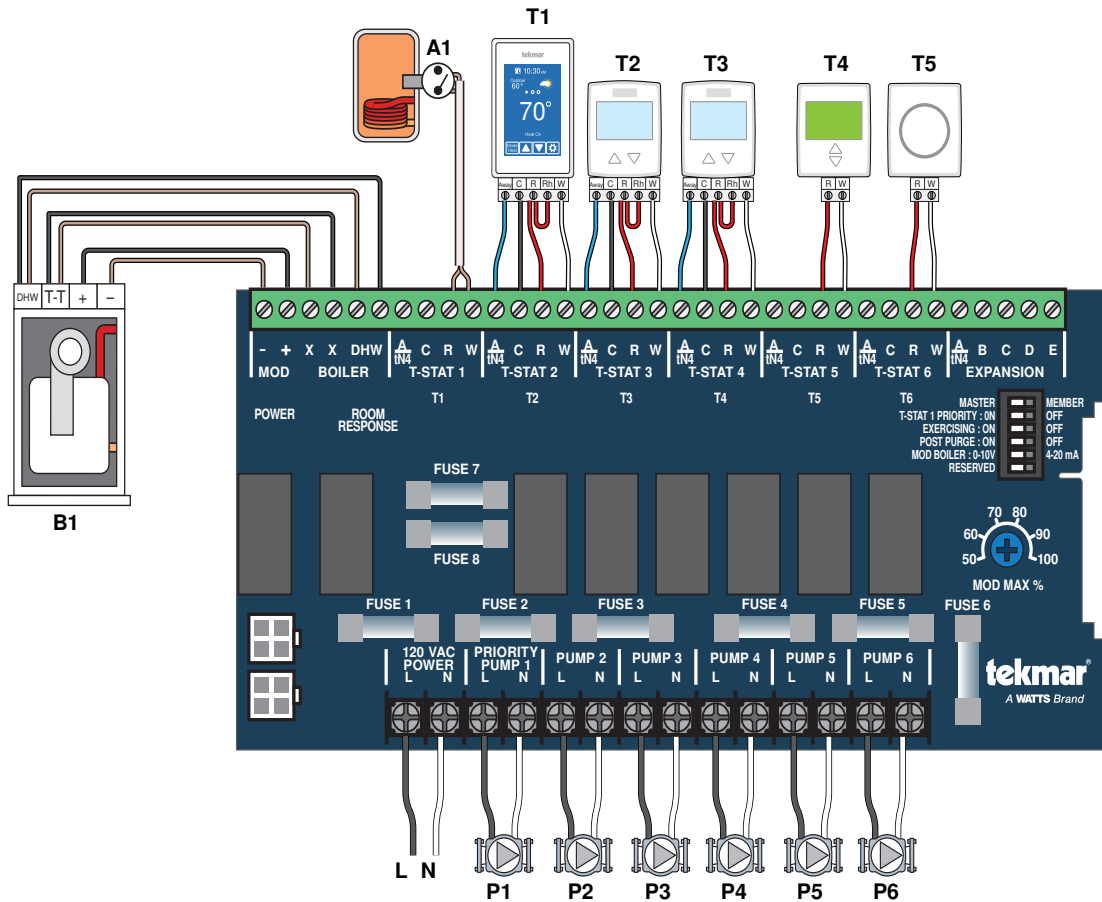 T1
A1
T2
T3
T4
T5
tekmar
10:30 AM
Outdoor
60°
70°
Heat On
Away C R Rh W
Away C R Rh W
Away C R Rh W
R W
R W
DHW T-T + −
B1
- + X X DHW A/tN4 C R W A/tN4 C R W A/tN4 C R W A/tN4 C R W A/tN4 C R W A/tN4 C R W A/tN4 B C D E
MOD BOILER T-STAT 1 T-STAT 2 T-STAT 3 T-STAT 4 T-STAT 5 T-STAT 6 EXPANSION
T1 T2 T3 T4 T5 T6
POWER
ROOM
RESPONSE
MASTER MEMBER
T-STAT 1 PRIORITY : ON OFF
EXERCISING : ON OFF
POST PURGE : ON OFF
MOD BOILER : 0-10V 4-20 mA
RESERVED
FUSE 7
FUSE 8
50 60 70 80 90 100
MOD MAX %
FUSE 1 FUSE 2 FUSE 3 FUSE 4 FUSE 5 FUSE 6
120 VAC
POWER
PRIORITY
PUMP 1
PUMP 2 PUMP 3 PUMP 4 PUMP 5 PUMP 6
L N L N L N L N L N L N L N
tekmar®
A WATTS Brand
L N
P1 P2 P3 P4 P5 P6